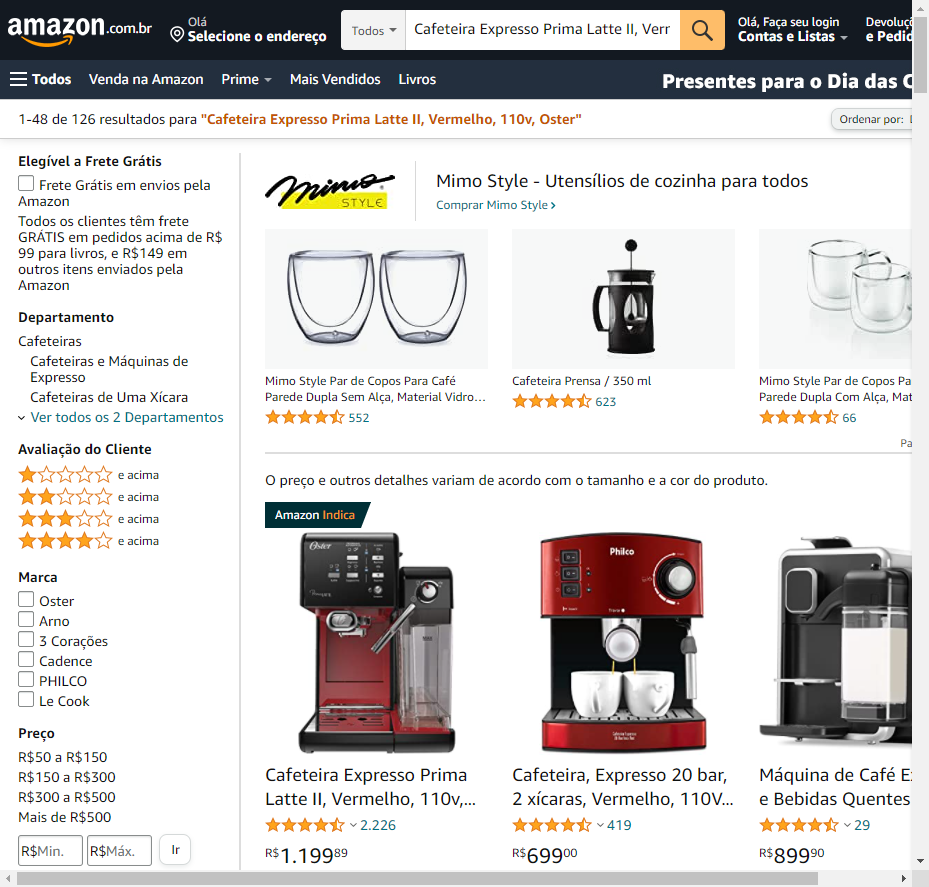 amazon.com.br
Olá
Selecione o endereço
Todos
Cafeteira Expresso Prima Latte II, Verr
Olá, Faça seu login
Contas e Listas
Devoluçõ
e Pedid
Todos
Venda na Amazon
Prime
Mais Vendidos
Livros
Presentes para o Dia das C
1-48 de 126 resultados para "Cafeteira Expresso Prima Latte II, Vermelho, 110v, Oster"
Ordenar por:
Elegível a Frete Grátis
Frete Grátis em envios pela
Amazon
Todos os clientes têm frete
GRÁTIS em pedidos acima de R$
99 para livros, e R$149 em
outros itens enviados pela
Amazon
Departamento
Cafeteiras
Cafeteiras e Máquinas de
Expresso
Cafeteiras de Uma Xícara
Ver todos os 2 Departamentos
Avaliação do Cliente
e acima
e acima
e acima
e acima
Marca
Oster
Arno
3 Corações
Cadence
PHILCO
Le Cook
Preço
R$50 a R$150
R$150 a R$300
R$300 a R$500
Mais de R$500
R$ Min.
R$ Máx.
Ir
mimo
STYLE
Mimo Style - Utensílios de cozinha para todos
Comprar Mimo Style ›
Mimo Style Par de Copos Para Café
Parede Dupla Sem Alça, Material Vidro…
552
Cafeteira Prensa / 350 ml
623
Mimo Style Par de Copos Pa
Parede Dupla Com Alça, Mat
66
Pa
O preço e outros detalhes variam de acordo com o tamanho e a cor do produto.
Amazon Indica
Oster
Philco
Cafeteira Expresso Prima
Latte II, Vermelho, 110v,...
2.226
R$1.19989
Cafeteira, Expresso 20 bar,
2 xícaras, Vermelho, 110V...
419
R$69900
Máquina de Café E
e Bebidas Quentes
29
R$89990